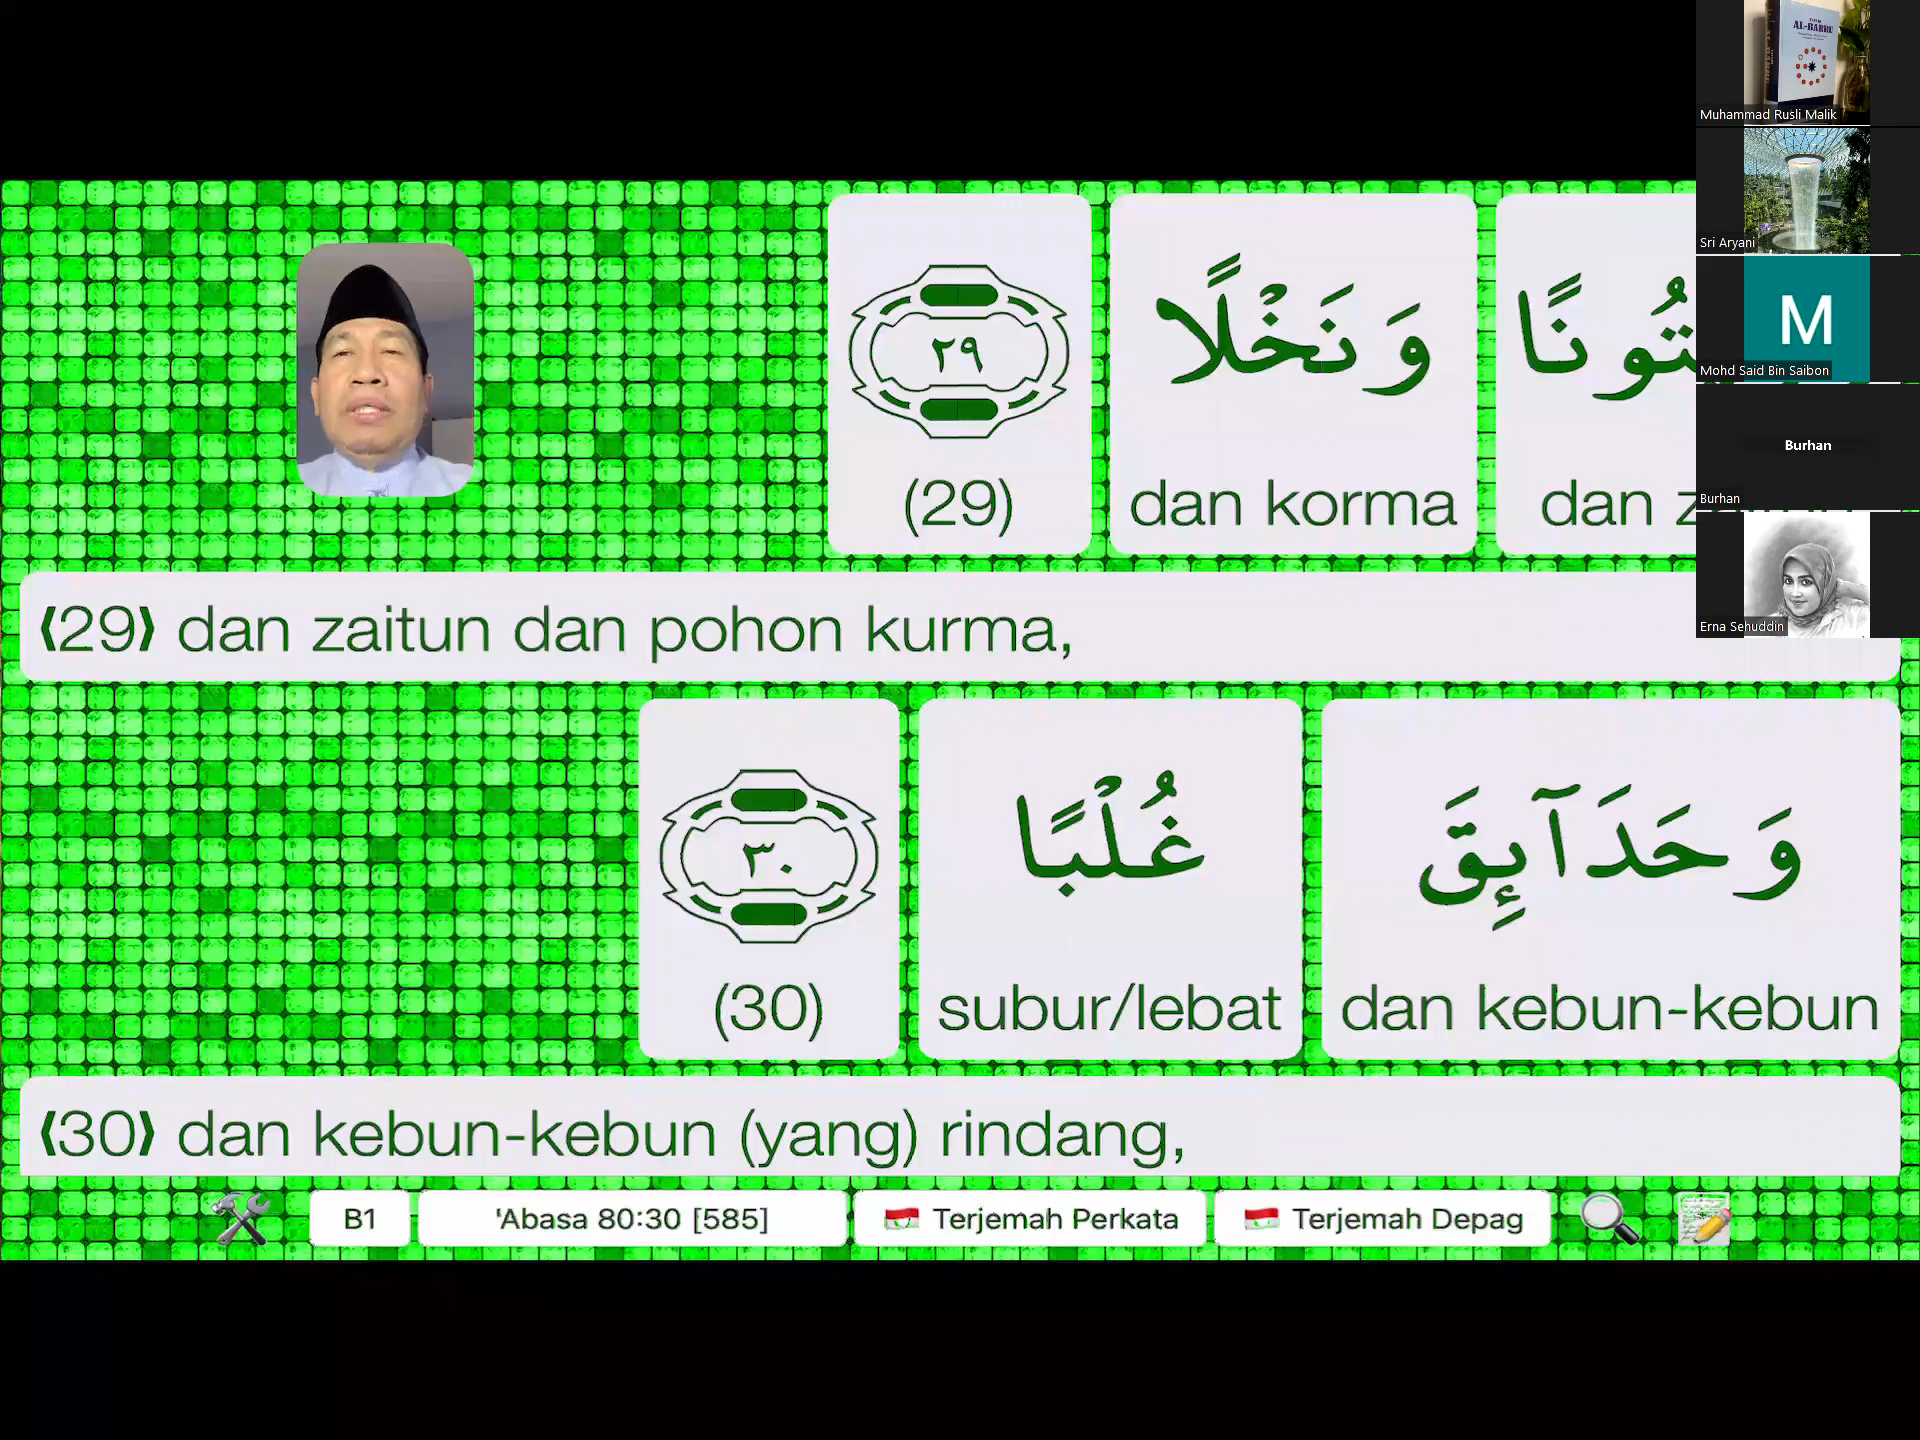 وَنَخْلًا
٢٩
(29)
dan korma
dan
(29) dan zaitun dan pohon kurma,
وَحَدَآئِقَ غُلْبًا ٣٠
dan kebun-kebun
subur/lebat
(30)
(30) dan kebun-kebun (yang) rindang,
B1
'Abasa 80:30 [585]
Terjemah Perkata
Terjemah Depag
AL-BARRU
Muhammad Rusli Malik
Sri Aryani
M
Mohd Said Bin Saibon
Burhan
Burhan
Erna Sehuddin